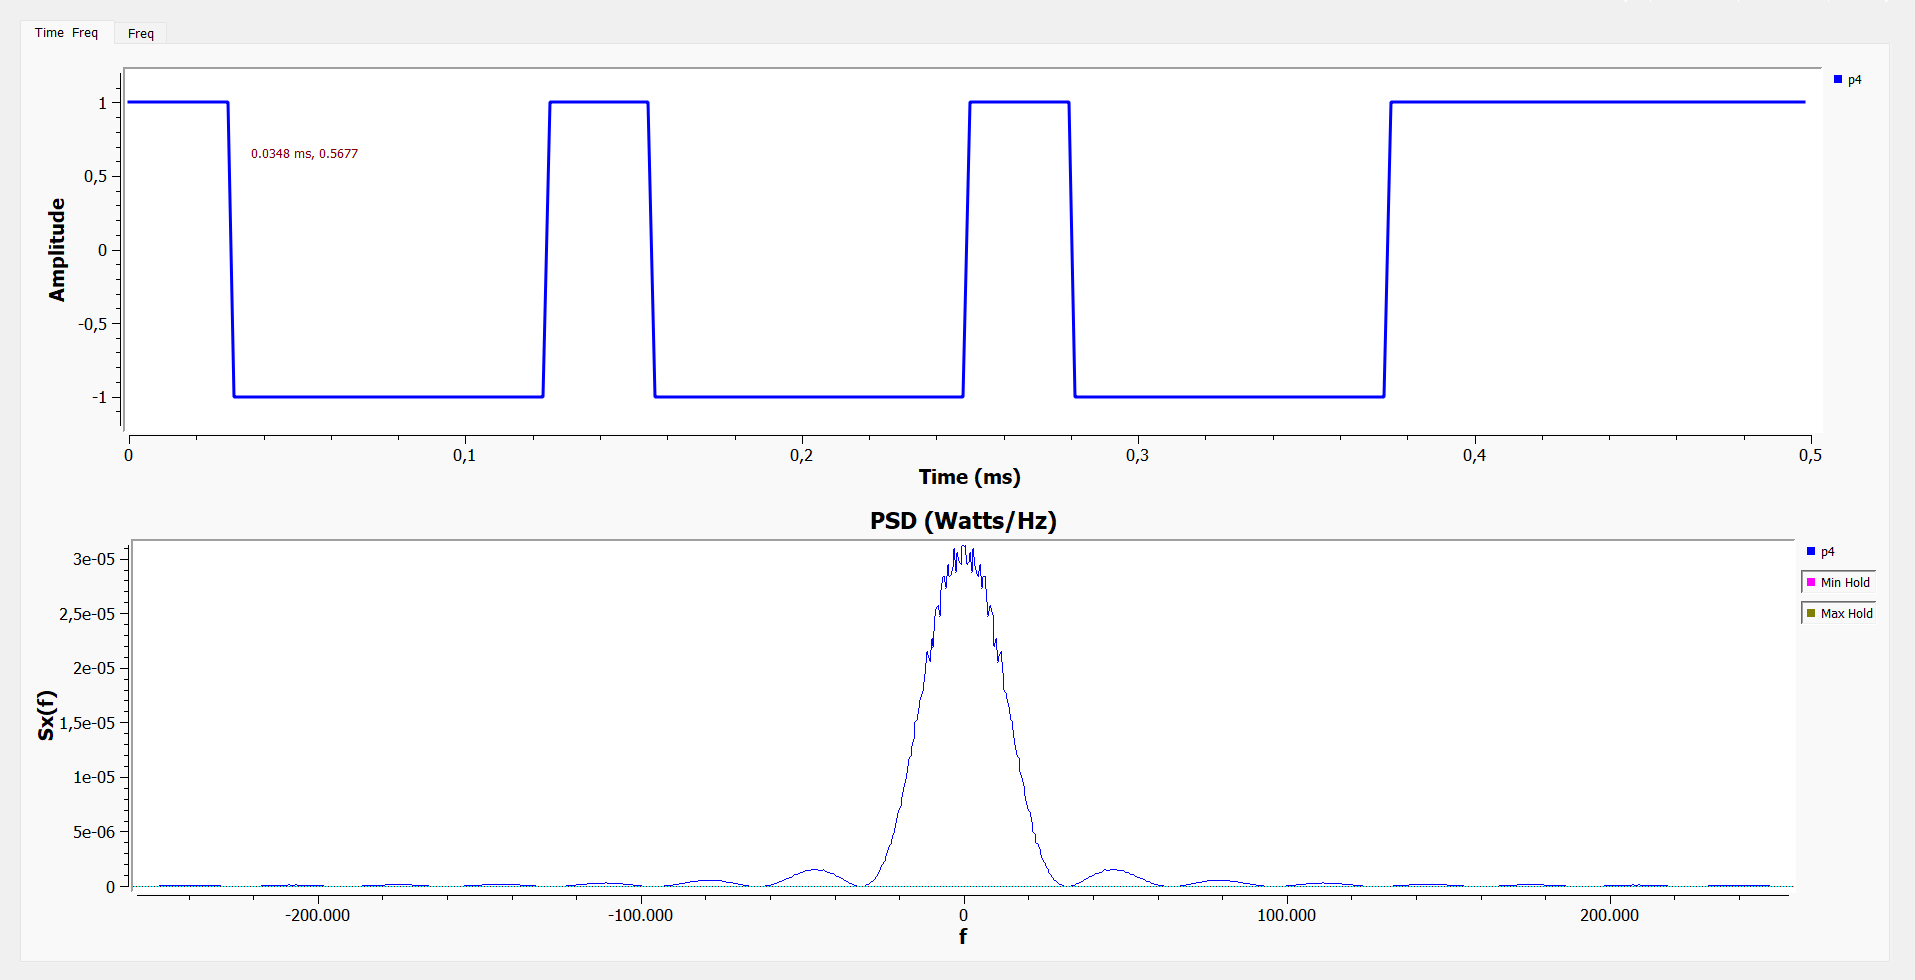 Time Freq
Freq
p4
1
0,5
0
-0,5
-1
Amplitude
0.0348 ms, 0.5677
0 0,1 0,2 0,3 0,4 0,5
Time (ms)
PSD (Watts/Hz)
p4
Min Hold
Max Hold
3e-05
2,5e-05
2e-05
1,5e-05
1e-05
5e-06
0
Sx(f)
-200.000 -100.000 0 100.000 200.000
f